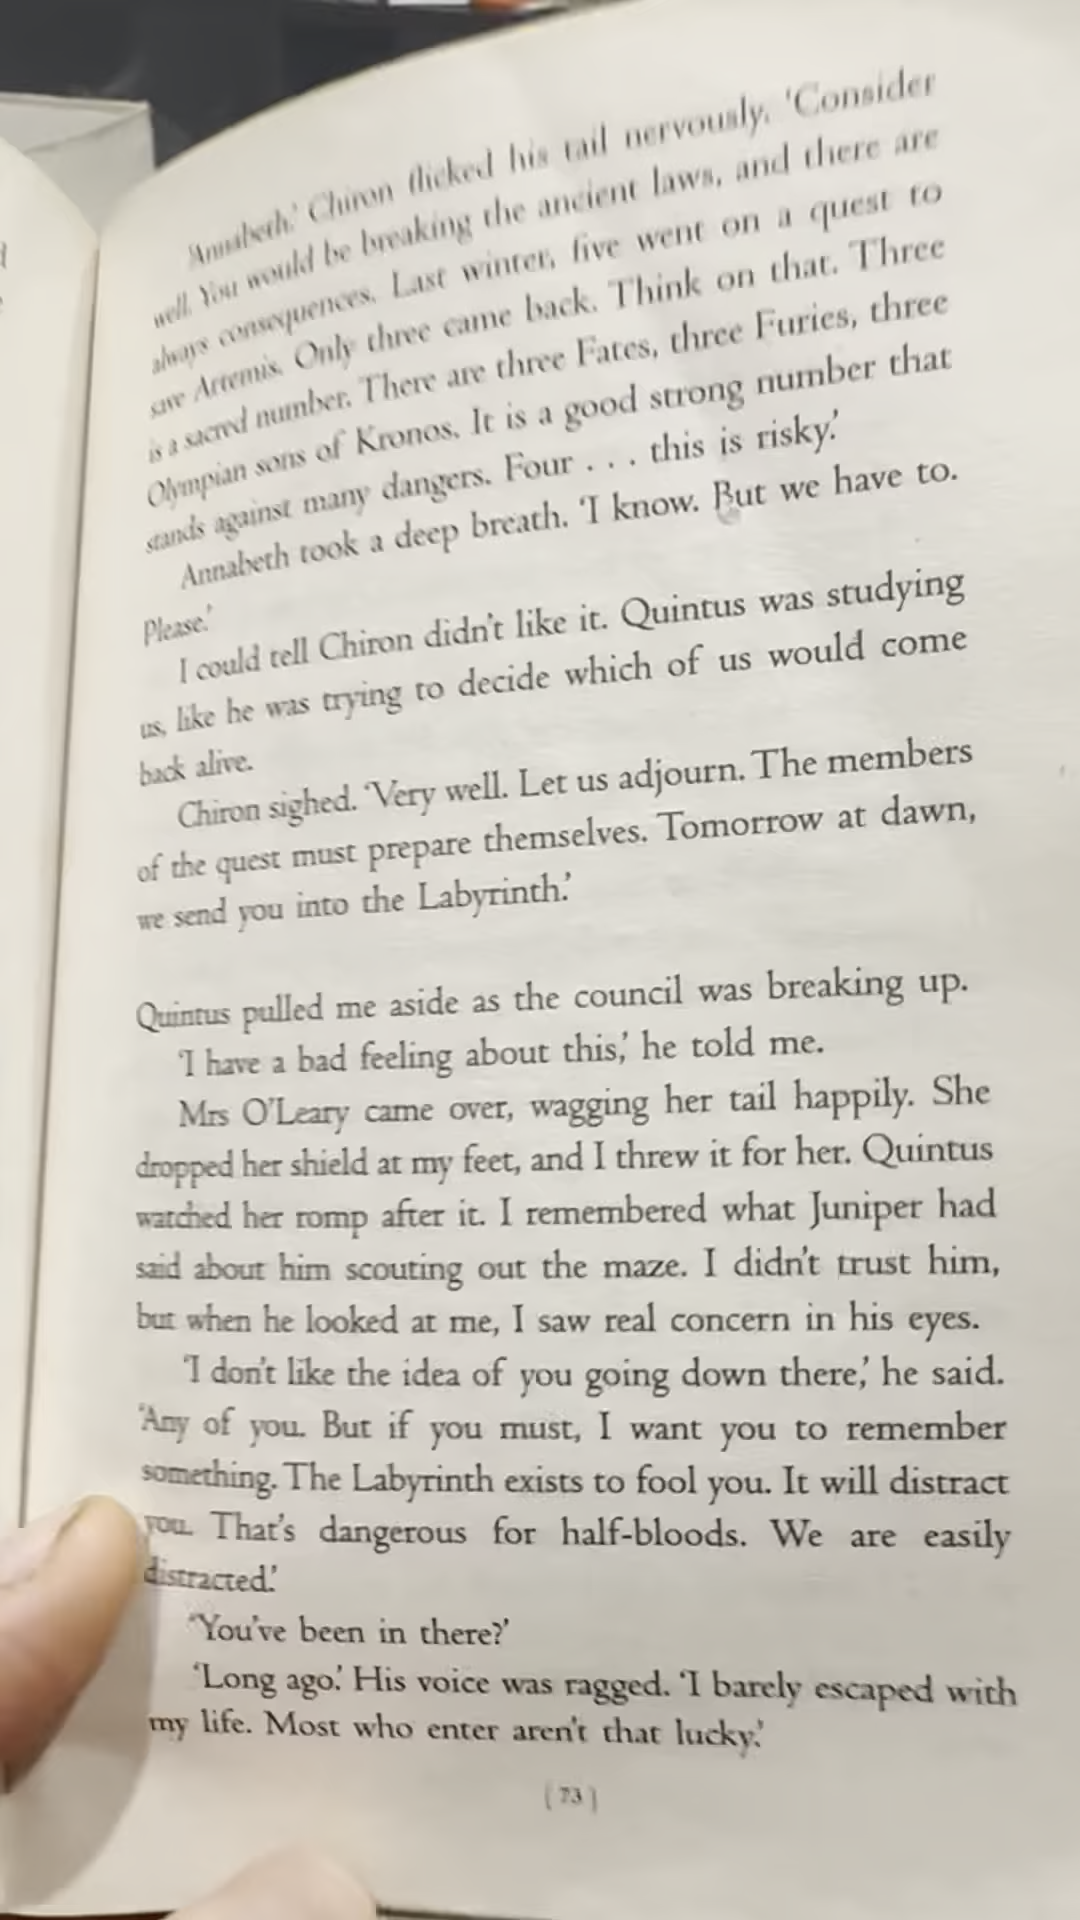 'Annabeth.' Chiron flicked his tail nervously. 'Consider
well. You would be breaking the ancient laws, and there are
always consequences. Last winter, five went on a quest to
save Artemis. Only three came back. Think on that. Three
is a sacred number. There are three Fates, three Furies, three
Olympian sons of Kronos. It is a good strong number that
stands against many dangers. Four . . . this is risky.'
Annabeth took a deep breath. 'I know. But we have to.
Please.'
I could tell Chiron didn't like it. Quintus was studying
us, like he was trying to decide which of us would come
back alive.
Chiron sighed. 'Very well. Let us adjourn. The members
of the quest must prepare themselves. Tomorrow at dawn,
we send you into the Labyrinth.'
Quintus pulled me aside as the council was breaking up.
'I have a bad feeling about this,' he told me.
Mrs O'Leary came over, wagging her tail happily. She
dropped her shield at my feet, and I threw it for her. Quintus
watched her romp after it. I remembered what Juniper had
said about him scouting out the maze. I didn't trust him,
but when he looked at me, I saw real concern in his eyes.
'I don't like the idea of you going down there,' he said.
'Any of you. But if you must, I want you to remember
something. The Labyrinth exists to fool you. It will distract
you. That's dangerous for half-bloods. We are easily
distracted.'
'You've been in there?'
'Long ago.' His voice was ragged. 'I barely escaped with
my life. Most who enter aren't that lucky.'
[ 73 ]